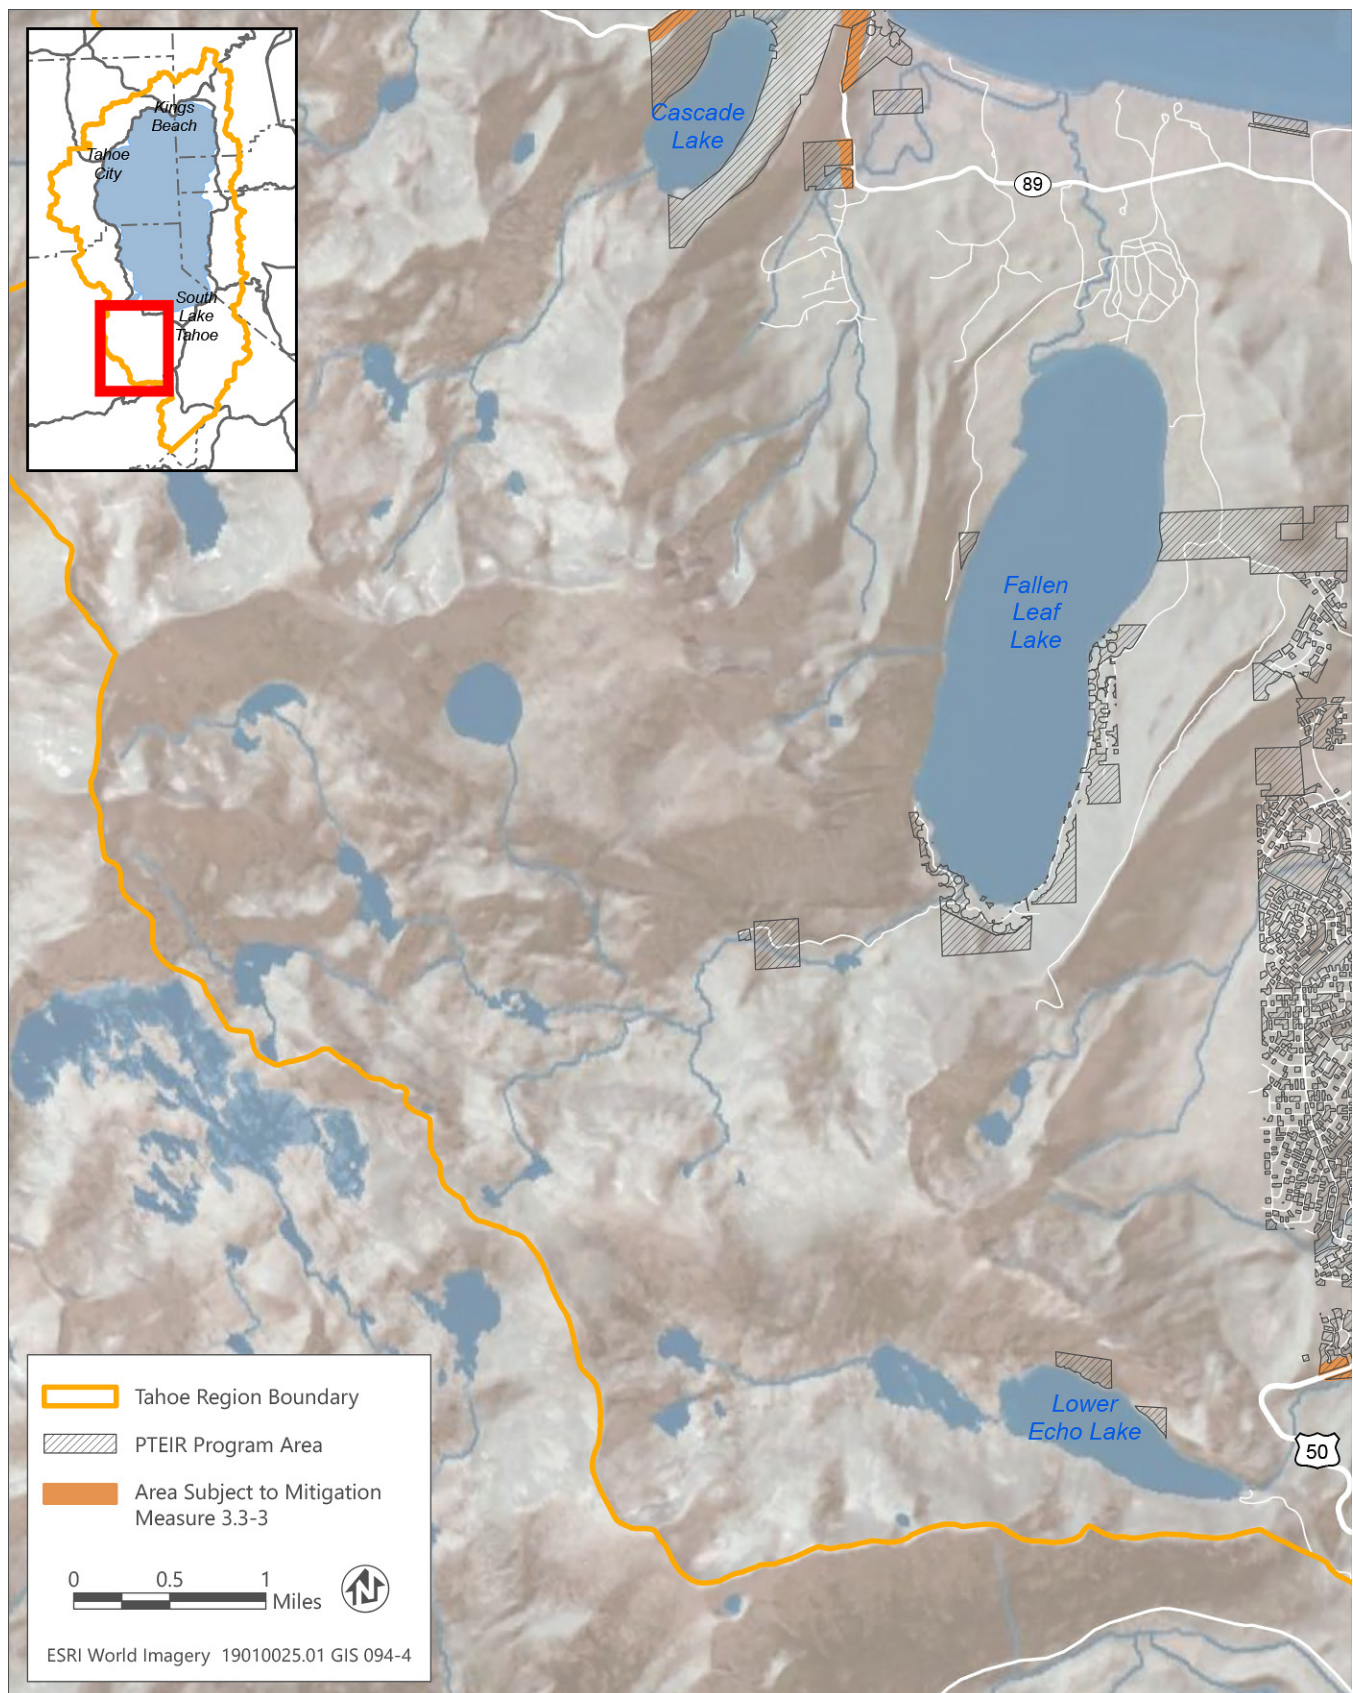 Kings
Beach
Tahoe
City
South
Lake
Tahoe
Cascade
Lake
89
Fallen
Leaf
Lake
Lower
Echo Lake
50
Tahoe Region Boundary
PTEIR Program Area
Area Subject to Mitigation
Measure 3.3-3
0 0.5 1
Miles
N
ESRI World Imagery 19010025.01 GIS 094-4